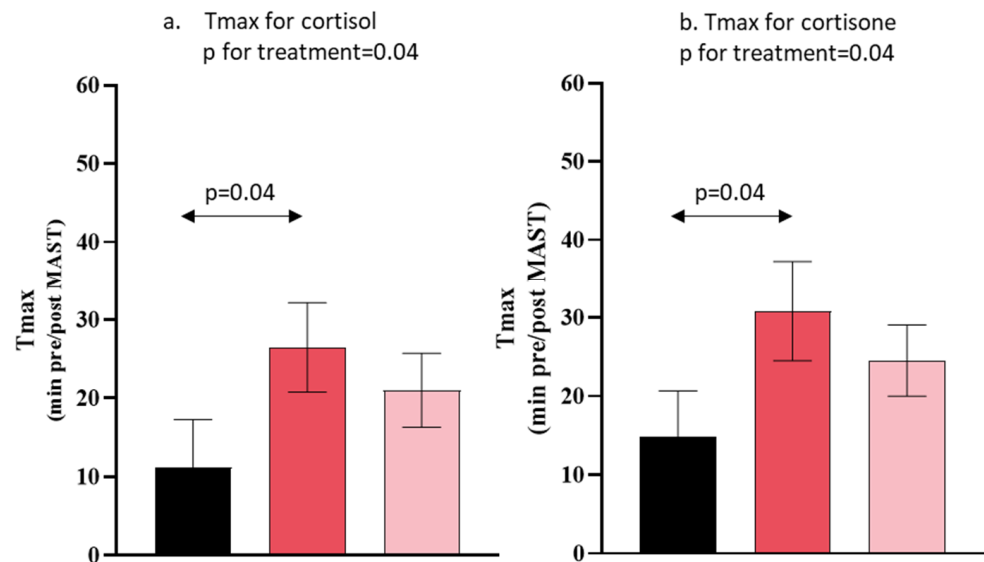 a. Tmax for cortisol
p for treatment=0.04
60
50
40
30
20
10
0
Tmax
(min pre/post MAST)
p=0.04
b. Tmax for cortisone
p for treatment=0.04
60
50
40
30
20
10
0
Tmax
(min pre/post MAST)
p=0.04